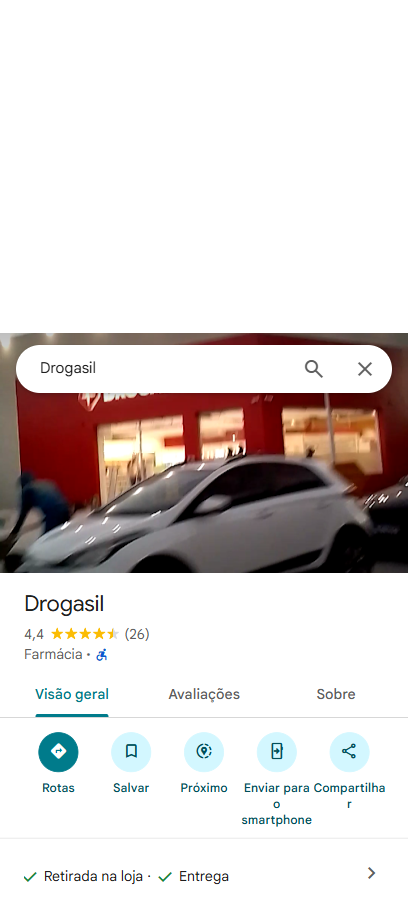 Drogasil
Drogasil
4,4 (26)
Farmácia ·
Visão geral Avaliações Sobre
Rotas Salvar Próximo Enviar para o smartphone Compartilhar
Retirada na loja · Entrega